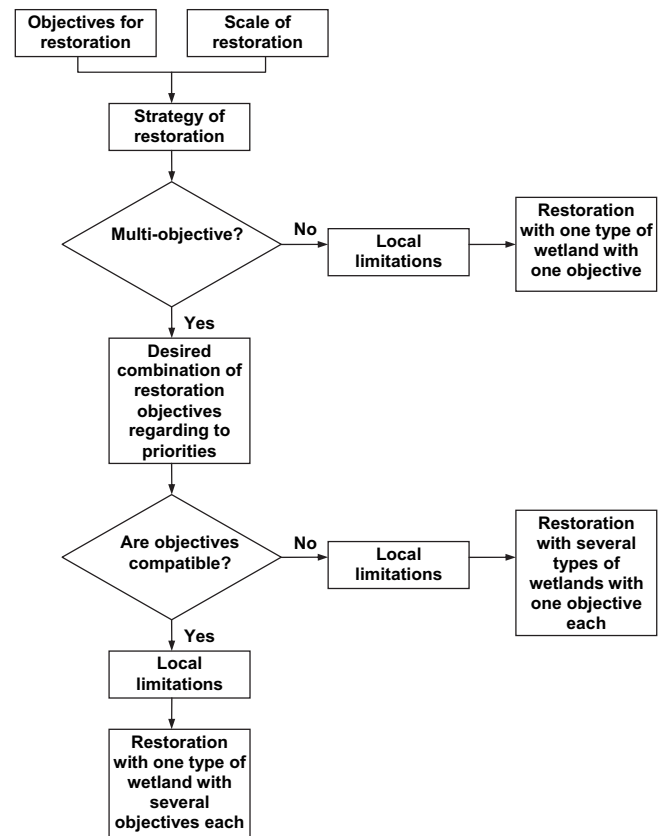 Objectives for
restoration
Scale of
restoration
Strategy of
restoration
Multi-objective?
No
Local
limitations
Restoration
with one type of
wetland with
one objective
Yes
Desired
combination of
restoration
objectives
regarding to
priorities
Are objectives
compatible?
No
Local
limitations
Restoration
with several
types of
wetlands with
one objective
each
Yes
Local
limitations
Restoration
with one type of
wetland with
several
objectives each